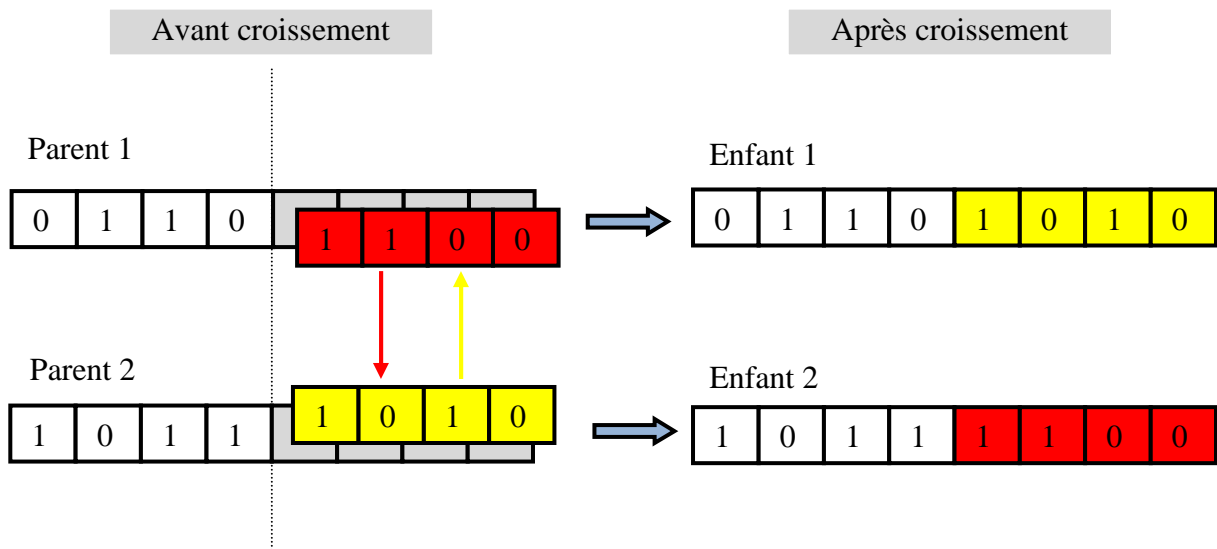 Avant croissement
Après croissement
Parent 1
Enfant 1
0 1 1 0 1 1 0 0
0 1 1 0 1 0 1 0
Parent 2
Enfant 2
1 0 1 1 1 0 1 0
1 0 1 1 1 1 0 0